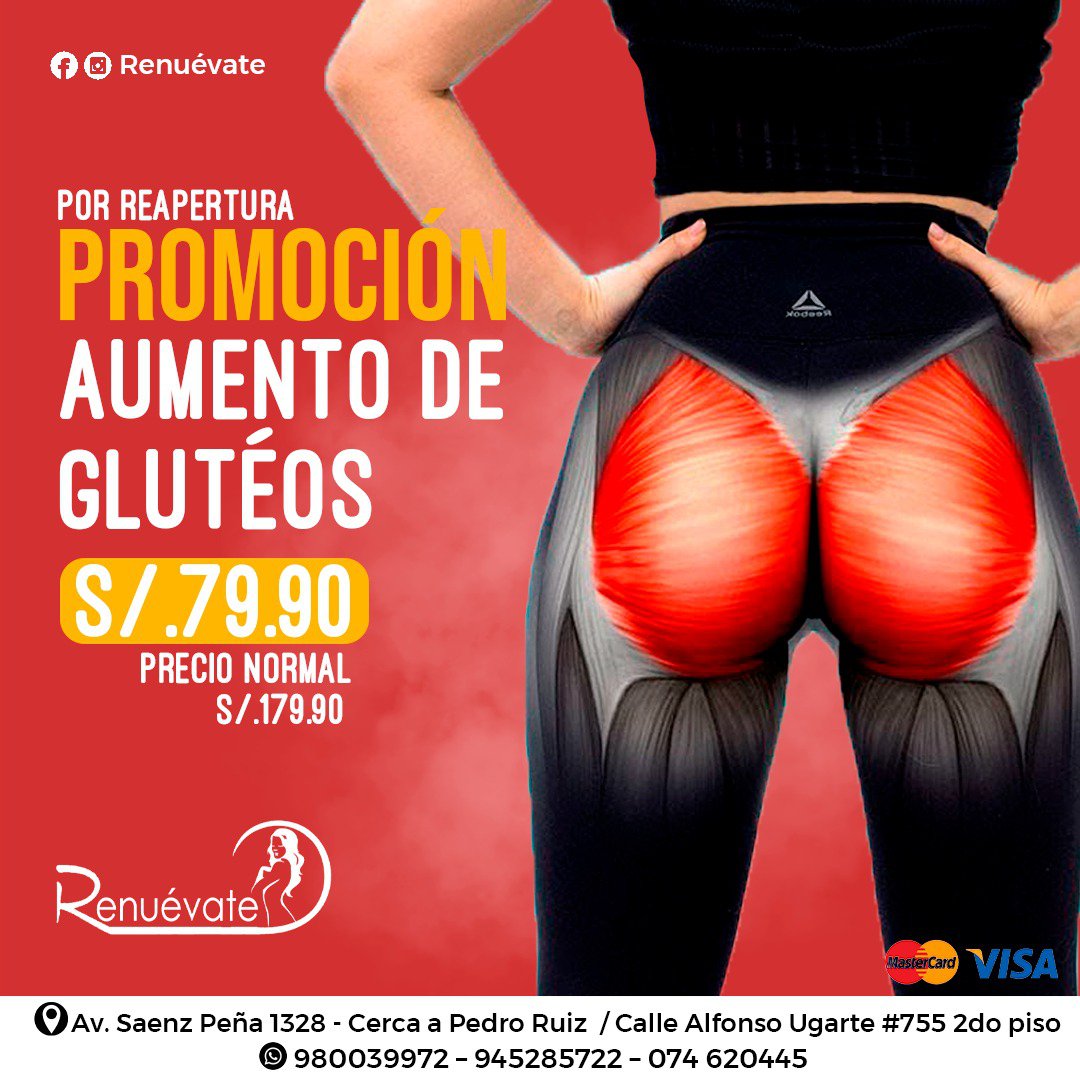 Renuévate
POR REAPERTURA
PROMOCIÓN
AUMENTO DE
GLUTÉOS
S/.79.90
PRECIO NORMAL
S/.179.90
Reebok
Renuévate
MasterCard VISA
Av. Saenz Peña 1328 - Cerca a Pedro Ruiz / Calle Alfonso Ugarte #755 2do piso
980039972 – 945285722 – 074 620445